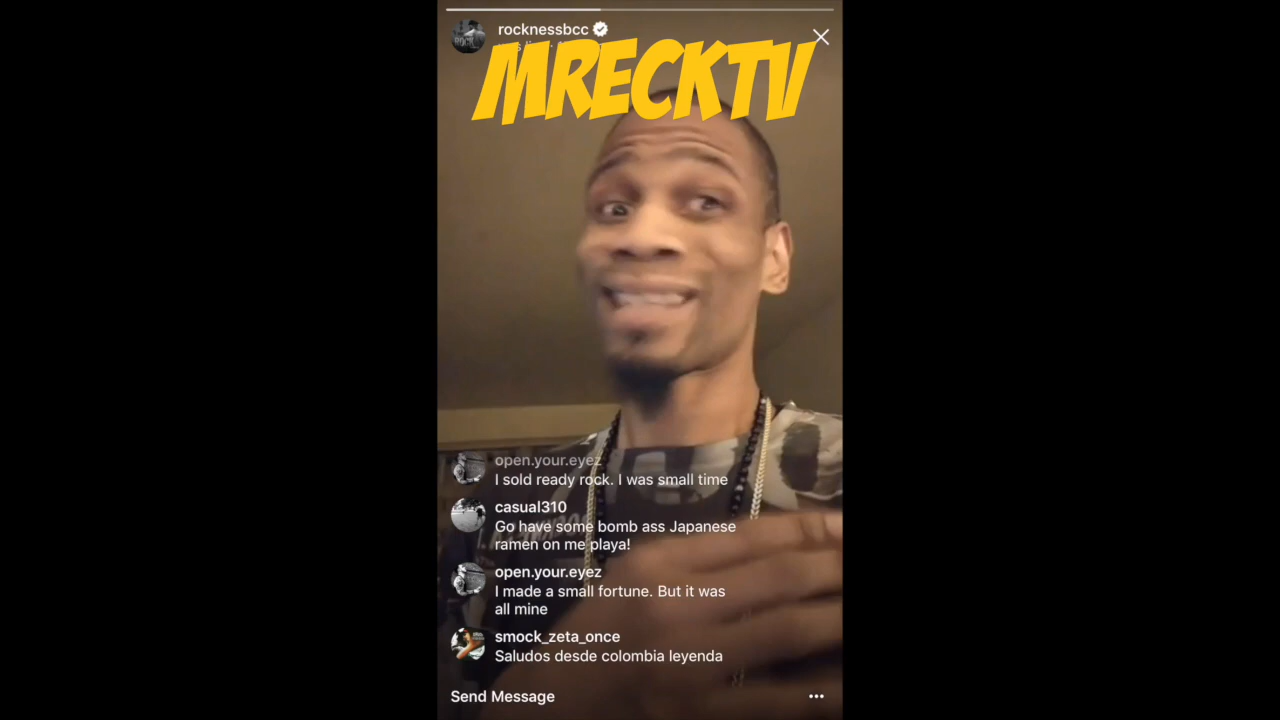 rocknessbcc
MRECKTV
open.your.eyez
I sold ready rock. I was small time
casual310
Go have some bomb ass Japanese
ramen on me playa!
open.your.eyez
I made a small fortune. But it was
all mine
smock_zeta_once
Saludos desde colombia leyenda
Send Message